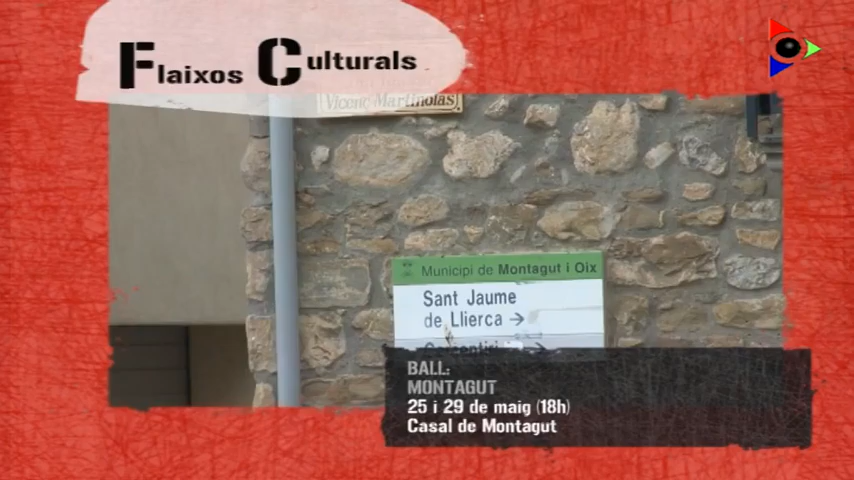 Flaixos Culturals
Vicenç Martinolas
Municipi de Montagut i Oix
Sant Jaume
de Llierca →
BALL:
MONTAGUT
25 i 29 de maig (18h)
Casal de Montagut